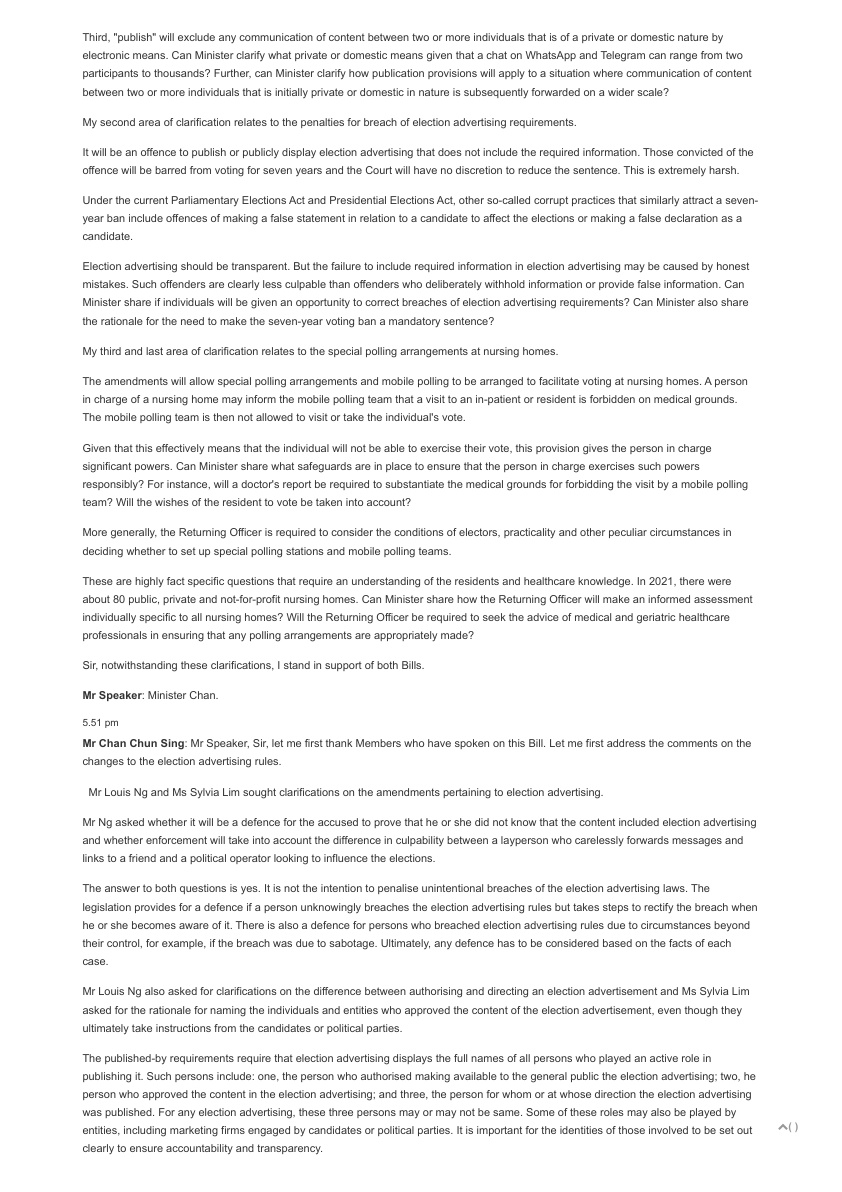 Third, "publish" will exclude any communication of content between two or more individuals that is of a private or domestic nature by
electronic means. Can Minister clarify what private or domestic means given that a chat on WhatsApp and Telegram can range from two
participants to thousands? Further, can Minister clarify how publication provisions will apply to a situation where communication of content
between two or more individuals that is initially private or domestic in nature is subsequently forwarded on a wider scale?
My second area of clarification relates to the penalties for breach of election advertising requirements.
It will be an offence to publish or publicly display election advertising that does not include the required information. Those convicted of the
offence will be barred from voting for seven years and the Court will have no discretion to reduce the sentence. This is extremely harsh.
Under the current Parliamentary Elections Act and Presidential Elections Act, other so-called corrupt practices that similarly attract a seven-
year ban include offences of making a false statement in relation to a candidate to affect the elections or making a false declaration as a
candidate.
Election advertising should be transparent. But the failure to include required information in election advertising may be caused by honest
mistakes. Such offenders are clearly less culpable than offenders who deliberately withhold information or provide false information. Can
Minister share if individuals will be given an opportunity to correct breaches of election advertising requirements? Can Minister also share
the rationale for the need to make the seven-year voting ban a mandatory sentence?
My third and last area of clarification relates to the special polling arrangements at nursing homes.
The amendments will allow special polling arrangements and mobile polling to be arranged to facilitate voting at nursing homes. A person
in charge of a nursing home may inform the mobile polling team that a visit to an in-patient or resident is forbidden on medical grounds.
The mobile polling team is then not allowed to visit or take the individual's vote.
Given that this effectively means that the individual will not be able to exercise their vote, this provision gives the person in charge
significant powers. Can Minister share what safeguards are in place to ensure that the person in charge exercises such powers
responsibly? For instance, will a doctor's report be required to substantiate the medical grounds for forbidding the visit by a mobile polling
team? Will the wishes of the resident to vote be taken into account?
More generally, the Returning Officer is required to consider the conditions of electors, practicality and other peculiar circumstances in
deciding whether to set up special polling stations and mobile polling teams.
These are highly fact specific questions that require an understanding of the residents and healthcare knowledge. In 2021, there were
about 80 public, private and not-for-profit nursing homes. Can Minister share how the Returning Officer will make an informed assessment
individually specific to all nursing homes? Will the Returning Officer be required to seek the advice of medical and geriatric healthcare
professionals in ensuring that any polling arrangements are appropriately made?
Sir, notwithstanding these clarifications, I stand in support of both Bills.
Mr Speaker: Minister Chan.
5.51 pm
Mr Chan Chun Sing: Mr Speaker, Sir, let me first thank Members who have spoken on this Bill. Let me first address the comments on the
changes to the election advertising rules.
Mr Louis Ng and Ms Sylvia Lim sought clarifications on the amendments pertaining to election advertising.
Mr Ng asked whether it will be a defence for the accused to prove that he or she did not know that the content included election advertising
and whether enforcement will take into account the difference in culpability between a layperson who carelessly forwards messages and
links to a friend and a political operator looking to influence the elections.
The answer to both questions is yes. It is not the intention to penalise unintentional breaches of the election advertising laws. The
legislation provides for a defence if a person unknowingly breaches the election advertising rules but takes steps to rectify the breach when
he or she becomes aware of it. There is also a defence for persons who breached election advertising rules due to circumstances beyond
their control, for example, if the breach was due to sabotage. Ultimately, any defence has to be considered based on the facts of each
case.
Mr Louis Ng also asked for clarifications on the difference between authorising and directing an election advertisement and Ms Sylvia Lim
asked for the rationale for naming the individuals and entities who approved the content of the election advertisement, even though they
ultimately take instructions from the candidates or political parties.
The published-by requirements require that election advertising displays the full names of all persons who played an active role in
publishing it. Such persons include: one, the person who authorised making available to the general public the election advertising; two, he
person who approved the content in the election advertising; and three, the person for whom or at whose direction the election advertising
was published. For any election advertising, these three persons may or may not be same. Some of these roles may also be played by
entities, including marketing firms engaged by candidates or political parties. It is important for the identities of those involved to be set out
clearly to ensure accountability and transparency.
( )